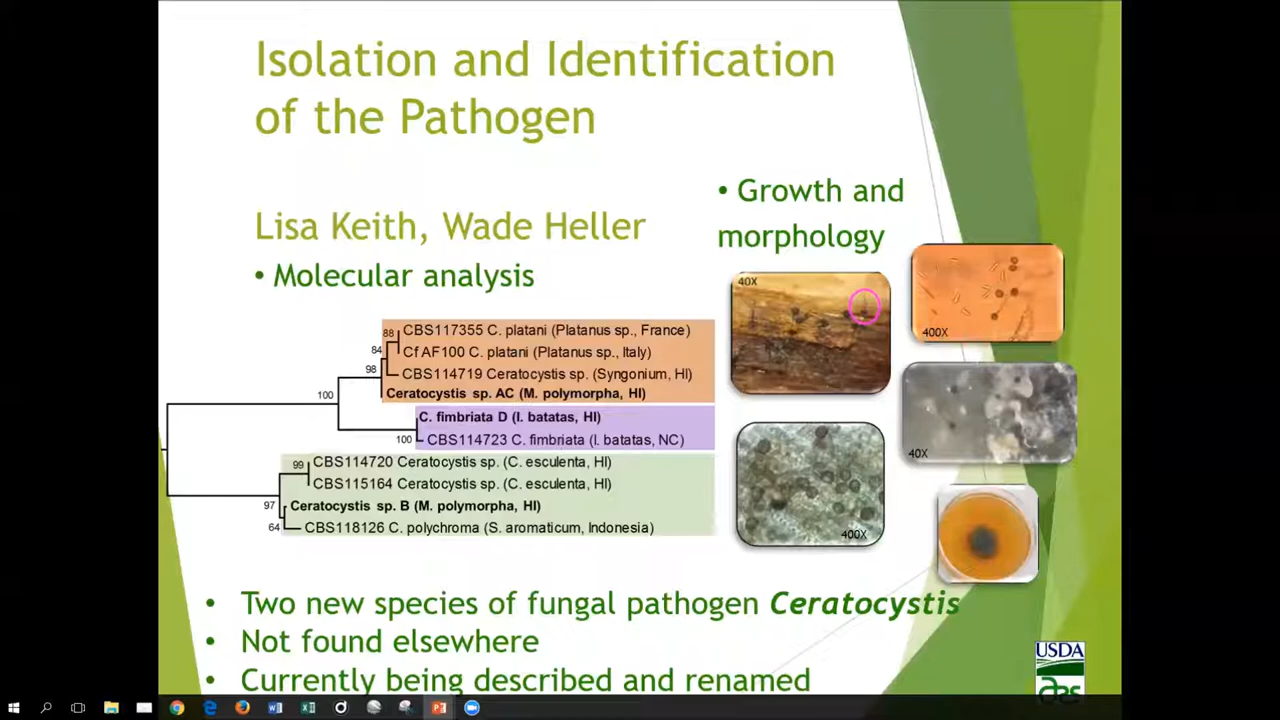 Isolation and Identification
of the Pathogen
Lisa Keith, Wade Heller
• Molecular analysis
• Growth and
morphology
88
CBS117355 C. platani (Platanus sp., France)
84
Cf AF100 C. platani (Platanus sp., Italy)
98
CBS114719 Ceratocystis sp. (Syngonium, HI)
Ceratocystis sp. AC (M. polymorpha, HI)
100
C. fimbriata D (I. batatas, HI)
100
CBS114723 C. fimbriata (I. batatas, NC)
99
CBS114720 Ceratocystis sp. (C. esculenta, HI)
CBS115164 Ceratocystis sp. (C. esculenta, HI)
97
Ceratocystis sp. B (M. polymorpha, HI)
64
CBS118126 C. polychroma (S. aromaticum, Indonesia)
40X
400X
40X
400X
• Two new species of fungal pathogen Ceratocystis
• Not found elsewhere
• Currently being described and renamed
USDA